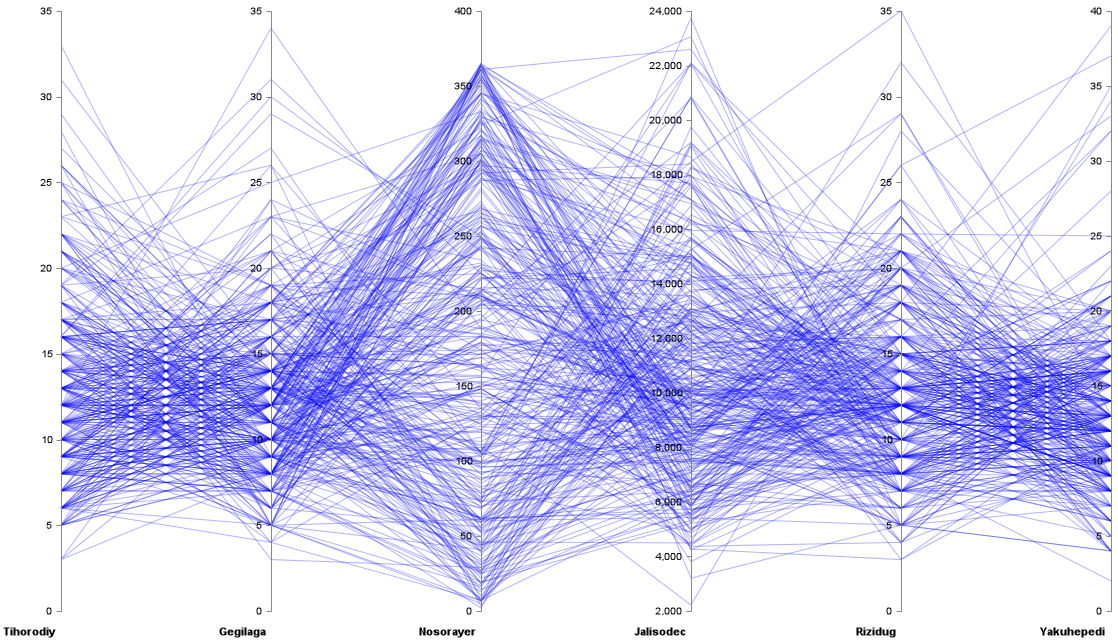 35 35 400 24,000 35 40
22,000
350 35
30 30 20,000 30
300 30
25 25 18,000 25
250 16,000 25
20 20 14,000 20
200 20
12,000
15 15 15
150 10,000 15
10 10 10
100 8,000 10
6,000
5 5 50 5 5
4,000
0 0 0 2,000 0 0
Tihorodiy Gegilaga Nosorayer Jalisodec Rizidug Yakuhepedi